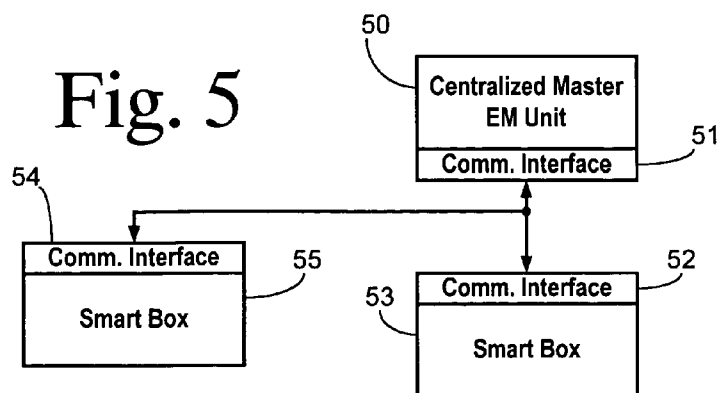 Fig. 5
50
Centralized Master
EM Unit
Comm. Interface
51
54
Comm. Interface
55
Smart Box
52
Comm. Interface
53
Smart Box